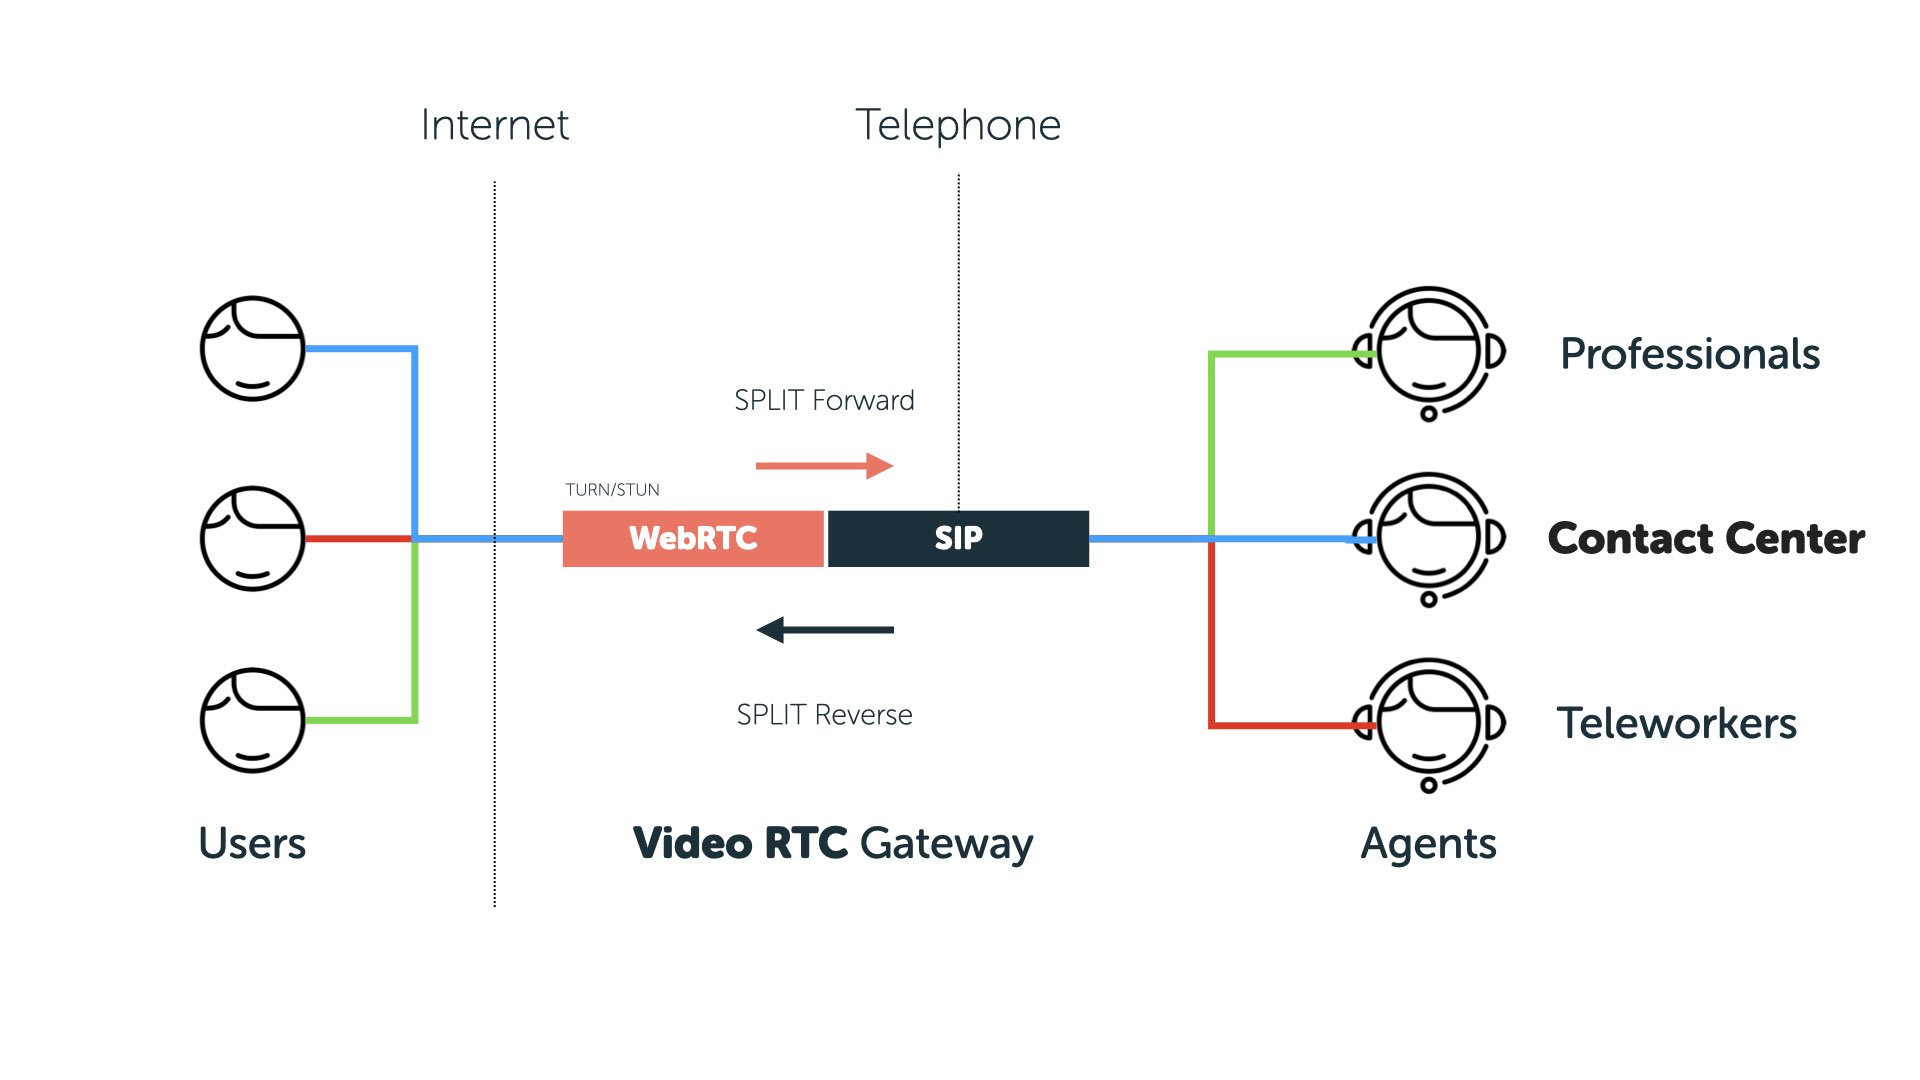 Internet
Telephone
SPLIT Forward
TURN/STUN
WebRTC
SIP
SPLIT Reverse
Professionals
Contact Center
Teleworkers
Users
Video RTC Gateway
Agents